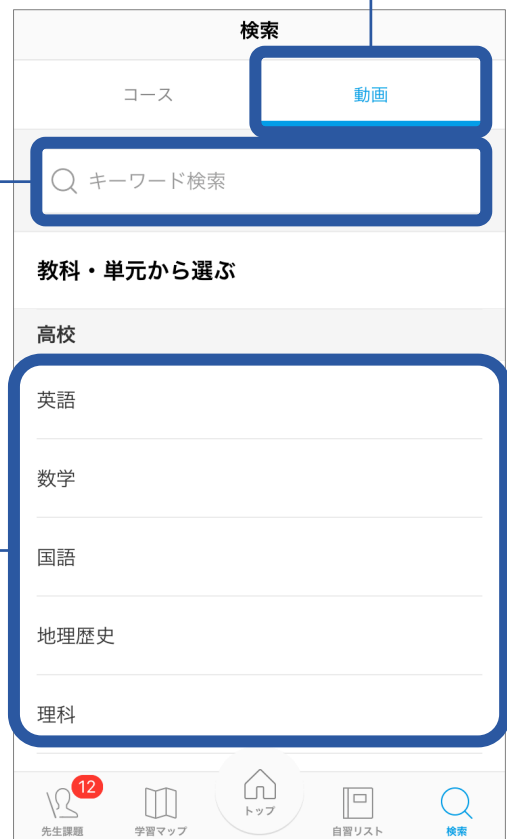 検索
コース
動画
キーワード検索
教科・単元から選ぶ
高校
英語
数学
国語
地理歴史
理科
12
先生課題
学習マップ
トップ
自習リスト
検索